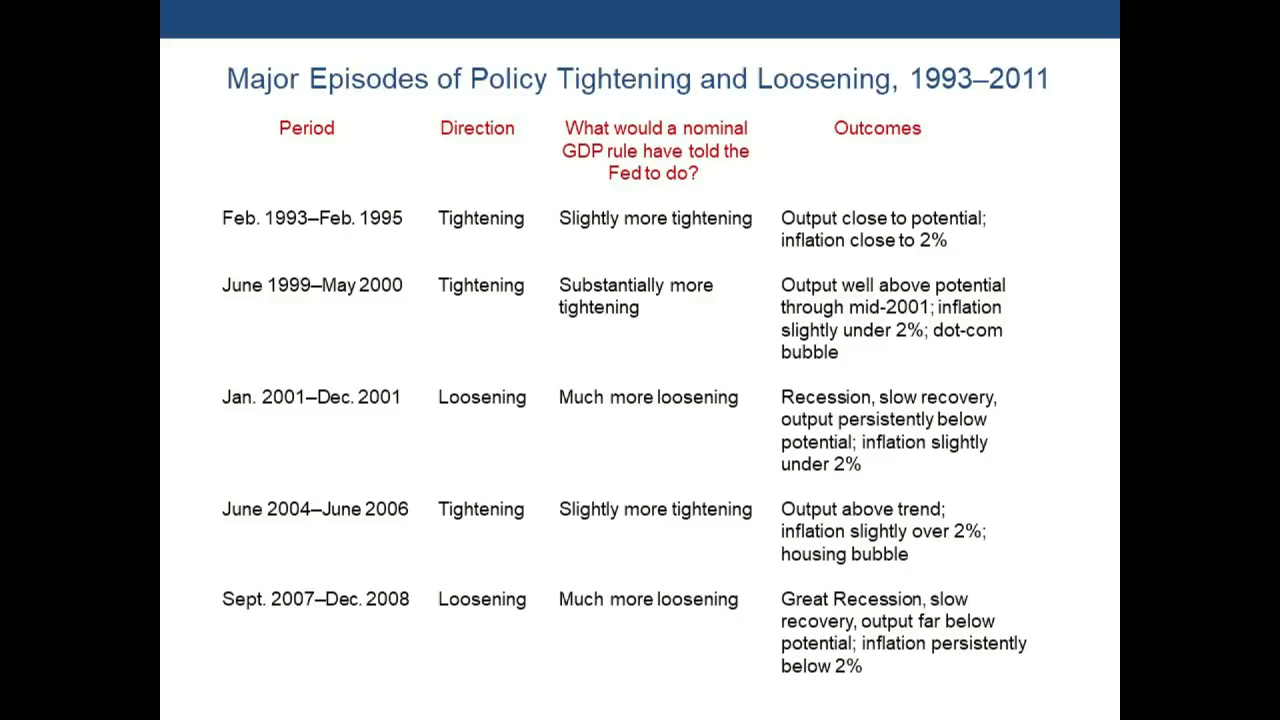 Major Episodes of Policy Tightening and Loosening, 1993–2011
Period Direction What would a nominal GDP rule have told the Fed to do? Outcomes
Feb. 1993–Feb. 1995 Tightening Slightly more tightening Output close to potential;
inflation close to 2%
June 1999–May 2000 Tightening Substantially more Output well above potential
tightening through mid-2001; inflation
slightly under 2%; dot-com
bubble
Jan. 2001–Dec. 2001 Loosening Much more loosening Recession, slow recovery,
output persistently below
potential; inflation slightly
under 2%
June 2004–June 2006 Tightening Slightly more tightening Output above trend;
inflation slightly over 2%;
housing bubble
Sept. 2007–Dec. 2008 Loosening Much more loosening Great Recession, slow
recovery, output far below
potential; inflation persistently
below 2%